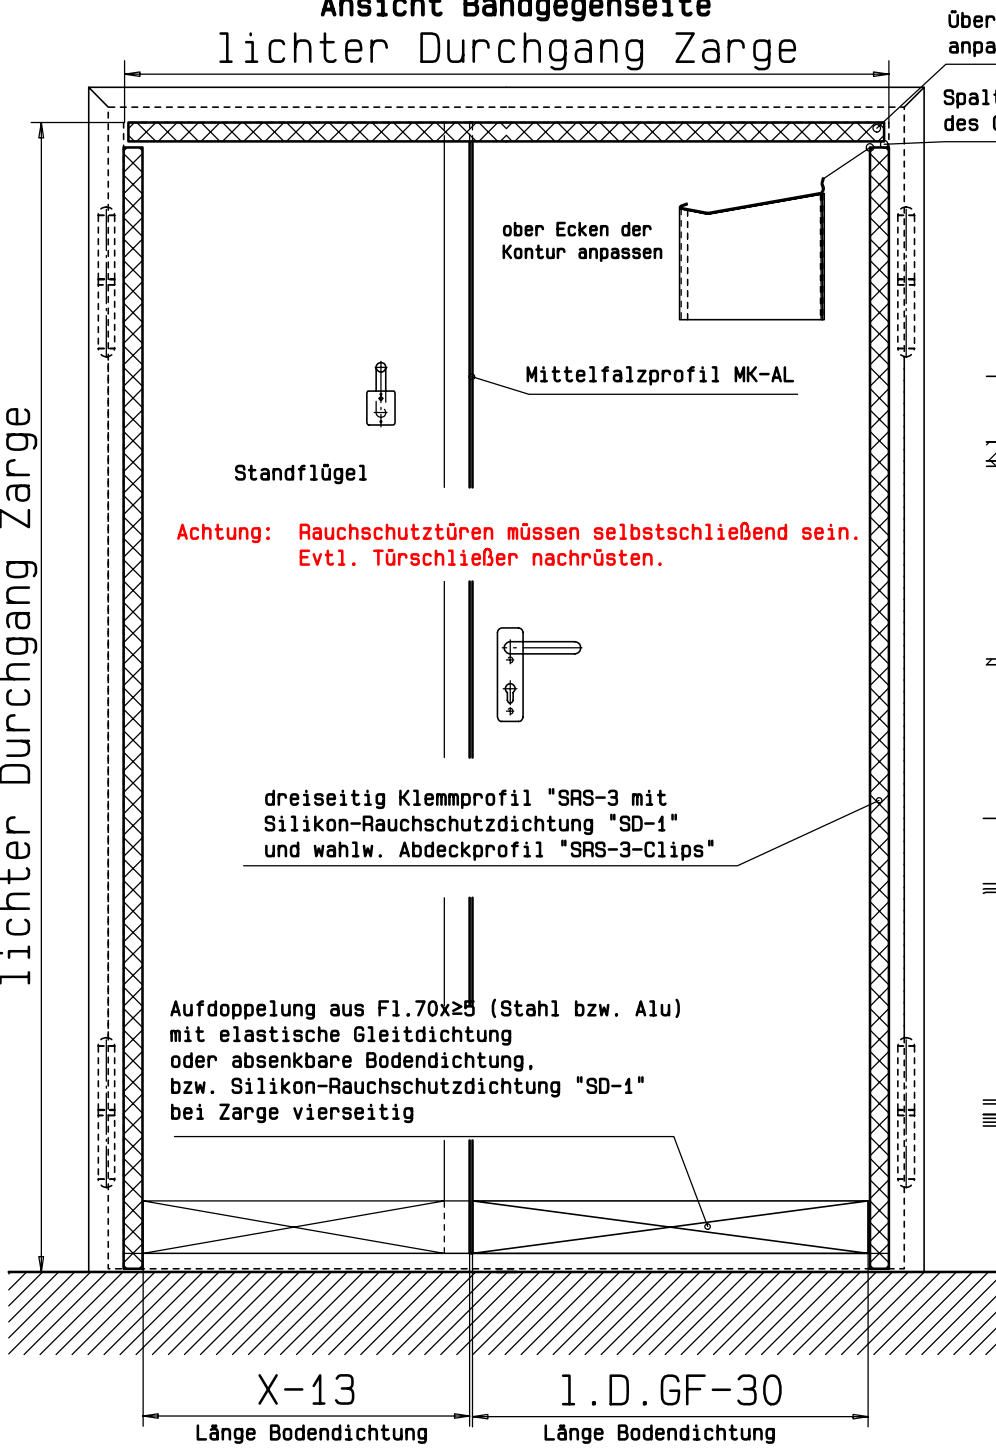 Ansicht Bandgegenseite
lichter Durchgang Zarge
Über
anpa
Spalt
des
ober Ecken der
Kontur anpassen
Mittelfalzprofil MK-AL
Standflügel
Achtung: Rauchschutztüren müssen selbstschließend sein.
Evtl. Türschließer nachrüsten.
lichter Durchgang Zarge
dreiseitig Klemmprofil "SRS-3 mit
Silikon-Rauchschutzdichtung "SD-1"
und wahlw. Abdeckprofil "SRS-3-Clips"
Aufdoppelung aus Fl.70x≥5 (Stahl bzw. Alu)
mit elastische Gleitdichtung
oder absenkbare Bodendichtung,
bzw. Silikon-Rauchschutzdichtung "SD-1"
bei Zarge vierseitig
X-13
l.D.GF-30
Länge Bodendichtung
Länge Bodendichtung